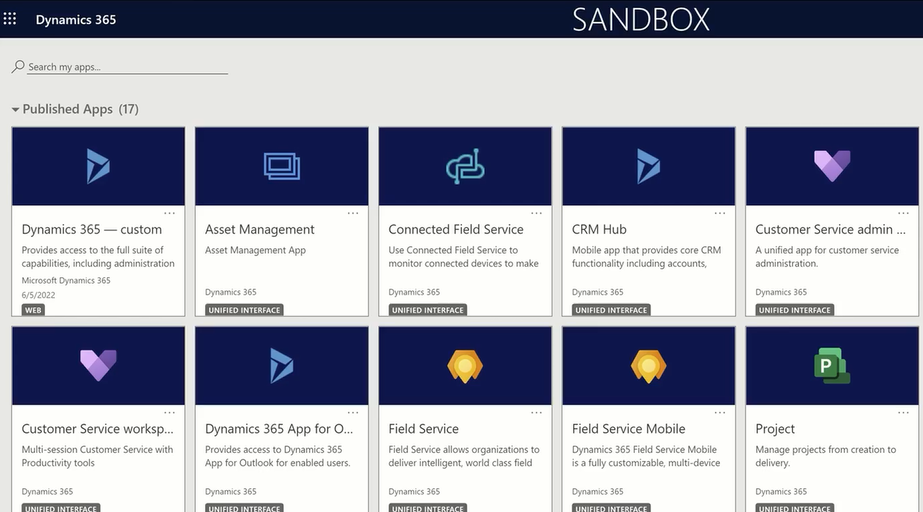 Dynamics 365
SANDBOX
Search my apps...
Published Apps (17)
Dynamics 365 — custom
Provides access to the full suite of
capabilities, including administration
Microsoft Dynamics 365
6/5/2022
WEB
Asset Management
Asset Management App
Dynamics 365
UNIFIED INTERFACE
Connected Field Service
Use Connected Field Service to
monitor connected devices to make
Dynamics 365
UNIFIED INTERFACE
CRM Hub
Mobile app that provides core CRM
functionality including accounts,
Dynamics 365
UNIFIED INTERFACE
Customer Service admin ...
A unified app for customer service
administration.
Dynamics 365
UNIFIED INTERFACE
Customer Service worksp...
Multi-session Customer Service with
Productivity tools
Dynamics 365
UNIFIED INTERFACE
Dynamics 365 App for O...
Provides access to Dynamics 365
App for Outlook for enabled users.
Dynamics 365
UNIFIED INTERFACE
Field Service
Field Service allows organizations to
deliver intelligent, world class field
Dynamics 365
UNIFIED INTERFACE
Field Service Mobile
Dynamics 365 Field Service Mobile
is a fully customizable, multi-device
Dynamics 365
UNIFIED INTERFACE
P
Project
Manage projects from creation to
delivery.
Dynamics 365
UNIFIED INTERFACE